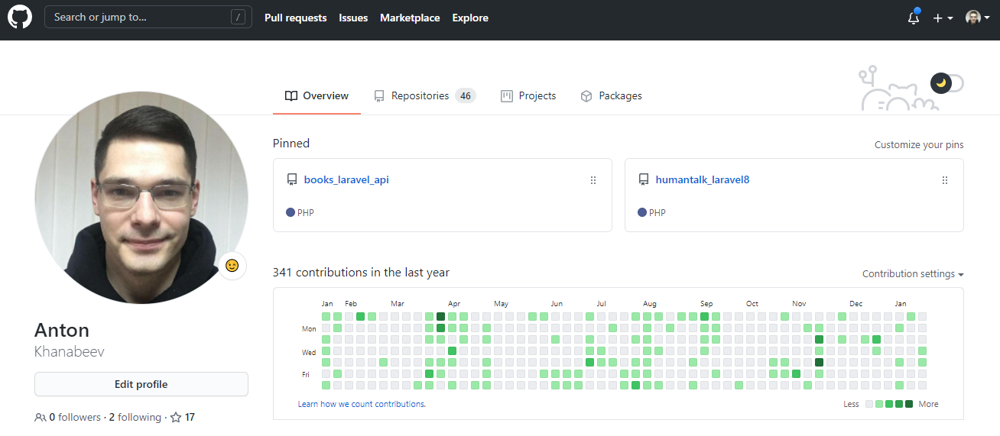 Search or jump to... /
Pull requests Issues Marketplace Explore
Overview Repositories 46 Projects Packages
Pinned
Customize your pins
books_laravel_api
PHP
humantalk_laravel8
PHP
341 contributions in the last year
Contribution settings
Jan Feb Mar Apr May Jun Jul Aug Sep Oct Nov Dec Jan
Mon
Wed
Fri
Learn how we count contributions.
Less More
Anton
Khanabeev
Edit profile
0 followers · 2 following · 17